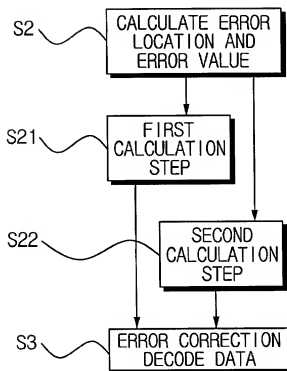 S2
CALCULATE ERROR
LOCATION AND
ERROR VALUE
S21
FIRST
CALCULATION
STEP
S22
SECOND
CALCULATION
STEP
S3
ERROR CORRECTION
DECODE DATA